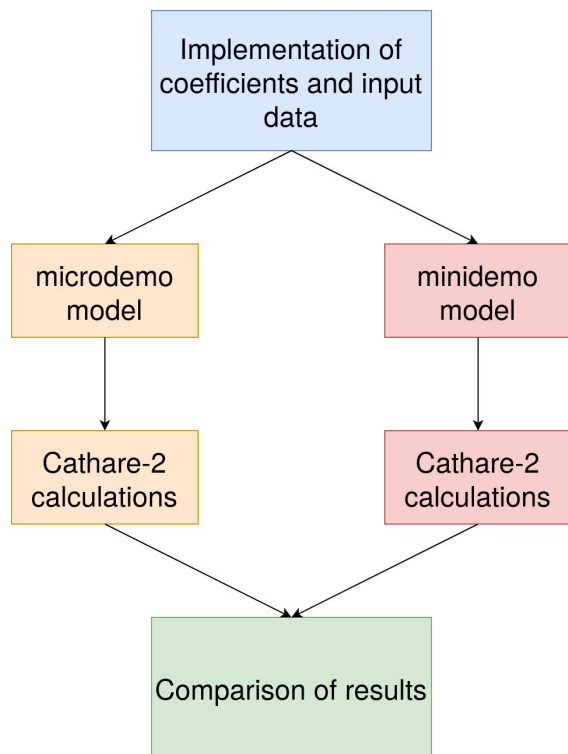 Implementation of
coefficients and input
data
microdemo
model
minidemo
model
Cathare-2
calculations
Cathare-2
calculations
Comparison of results